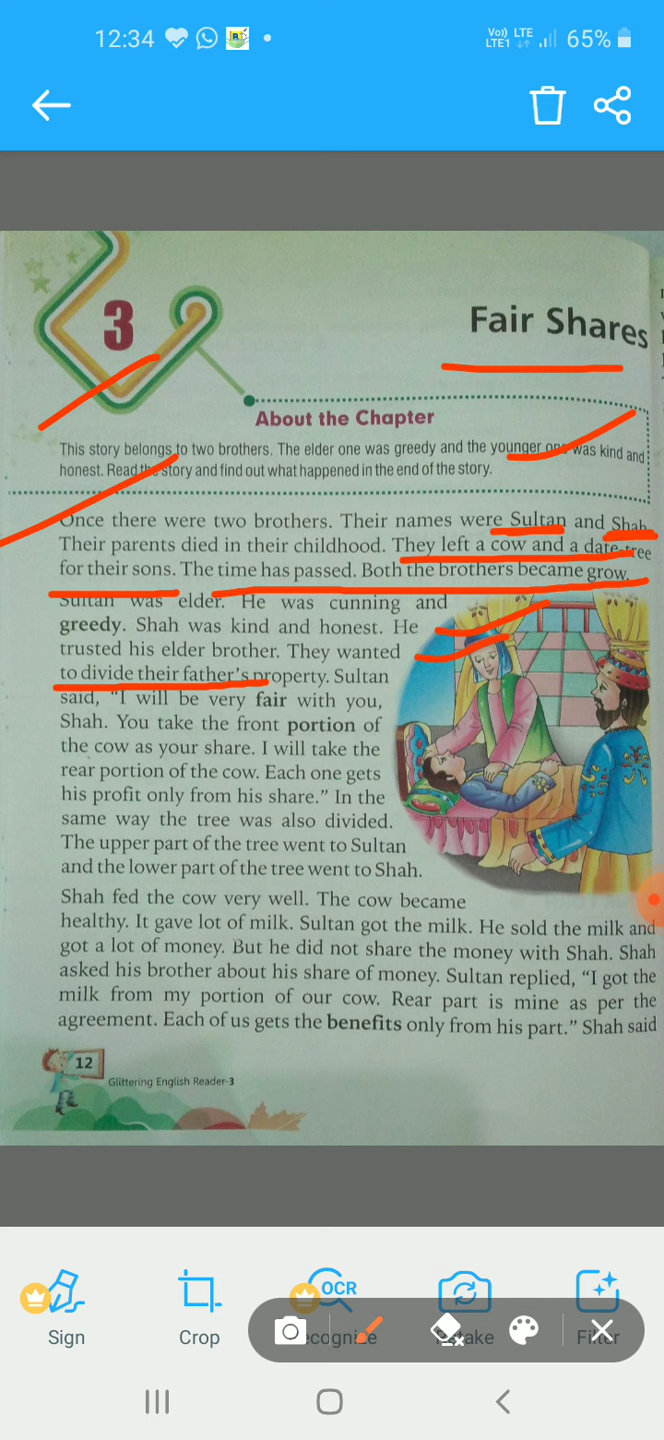 12:34
Vo)) LTE
LTE1
65%
3
Fair Shares
About the Chapter
This story belongs to two brothers. The elder one was greedy and the younger one was kind and
honest. Read the story and find out what happened in the end of the story.
Once there were two brothers. Their names were Sultan and Shah.
Their parents died in their childhood. They left a cow and a date-tree
for their sons. The time has passed. Both the brothers became grow.
Sultan was elder. He was cunning and
greedy. Shah was kind and honest. He
trusted his elder brother. They wanted
to divide their father's property. Sultan
said, "I will be very fair with you,
Shah. You take the front portion of
the cow as your share. I will take the
rear portion of the cow. Each one gets
his profit only from his share." In the
same way the tree was also divided.
The upper part of the tree went to Sultan
and the lower part of the tree went to Shah.
Shah fed the cow very well. The cow became
healthy. It gave lot of milk. Sultan got the milk. He sold the milk and
got a lot of money. But he did not share the money with Shah. Shah
asked his brother about his share of money. Sultan replied, "I got the
milk from my portion of our cow. Rear part is mine as per the
agreement. Each of us gets the benefits only from his part." Shah said
12
Glittering English Reader-3
OCR
Sign
Crop